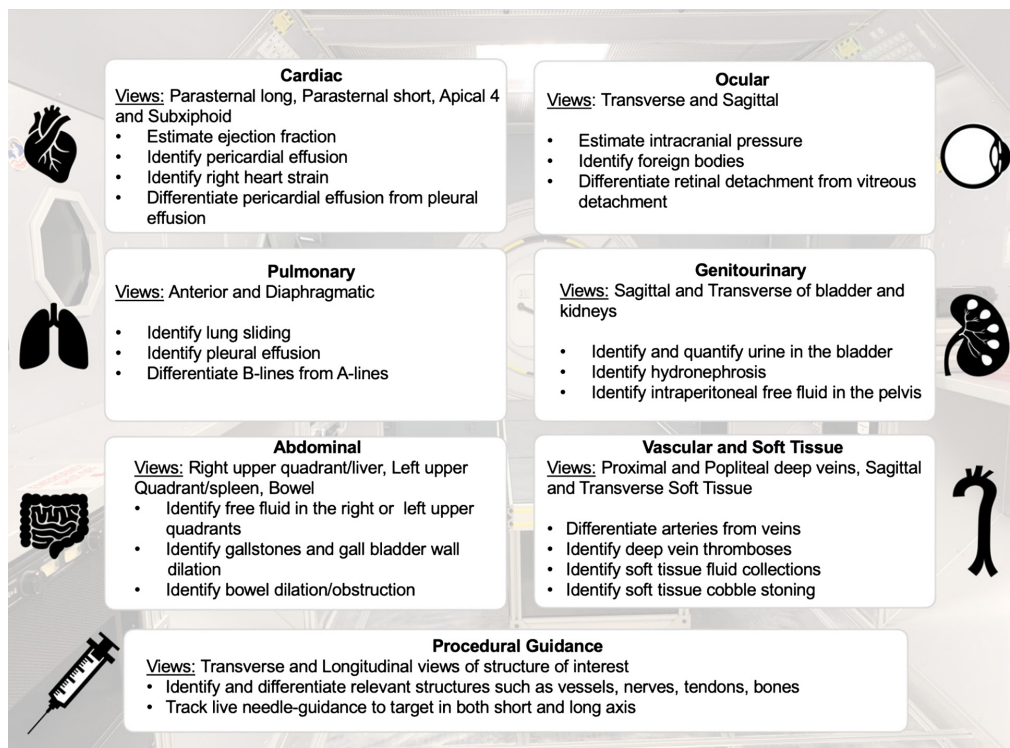 Cardiac
Views: Parasternal long, Parasternal short, Apical 4
and Subxiphoid
• Estimate ejection fraction
• Identify pericardial effusion
• Identify right heart strain
• Differentiate pericardial effusion from pleural
effusion
Ocular
Views: Transverse and Sagittal
• Estimate intracranial pressure
• Identify foreign bodies
• Differentiate retinal detachment from vitreous
detachment
Pulmonary
Views: Anterior and Diaphragmatic
• Identify lung sliding
• Identify pleural effusion
• Differentiate B-lines from A-lines
Genitourinary
Views: Sagittal and Transverse of bladder and
kidneys
• Identify and quantify urine in the bladder
• Identify hydronephrosis
• Identify intraperitoneal free fluid in the pelvis
Abdominal
Views: Right upper quadrant/liver, Left upper
Quadrant/spleen, Bowel
• Identify free fluid in the right or left upper
quadrants
• Identify gallstones and gall bladder wall
dilation
• Identify bowel dilation/obstruction
Vascular and Soft Tissue
Views: Proximal and Popliteal deep veins, Sagittal
and Transverse Soft Tissue
• Differentiate arteries from veins
• Identify deep vein thromboses
• Identify soft tissue fluid collections
• Identify soft tissue cobble stoning
Procedural Guidance
Views: Transverse and Longitudinal views of structure of interest
• Identify and differentiate relevant structures such as vessels, nerves, tendons, bones
• Track live needle-guidance to target in both short and long axis